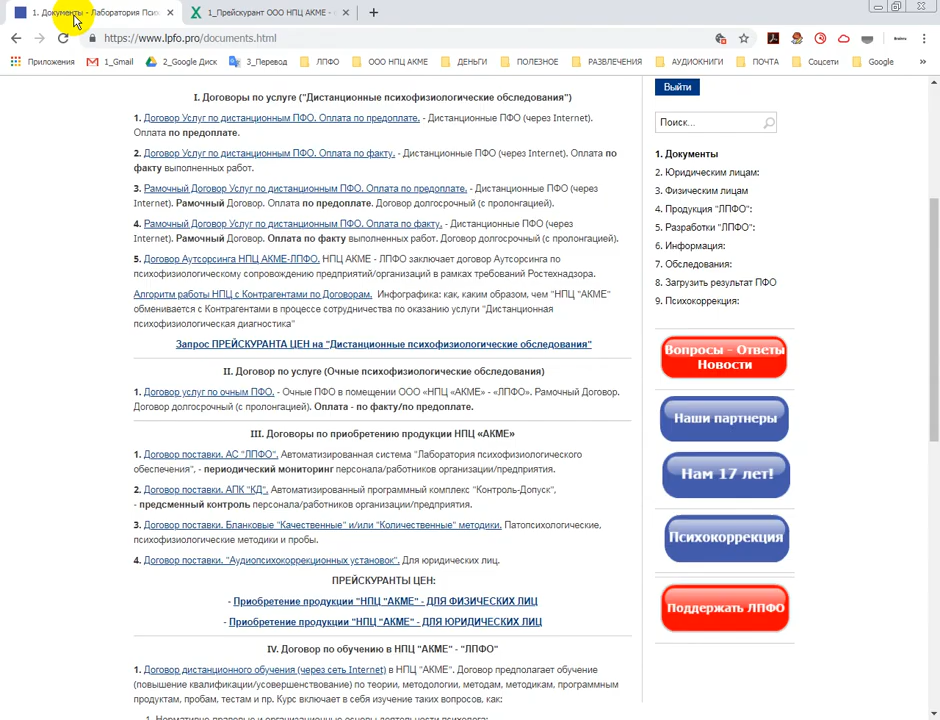 1. Документы - Лаборатория Псих
1_Прейскурант ООО НПЦ АКМЕ -
https://www.lpfo.pro/documents.html
Приложения
1_Gmail
2_Google Диск
3_Перевод
ЛПФО
ООО НПЦ АКМЕ
ДЕНЬГИ
ПОЛЕЗНОЕ
РАЗВЛЕЧЕНИЯ
АУДИОКНИГИ
ПОЧТА
Соцсети
Google
»
I. Договоры по услуге ("Дистанционные психофизиологические обследования")
1. Договор Услуг по дистанционным ПФО. Оплата по предоплате. - Дистанционные ПФО (через Internet).
Оплата по предоплате.
2. Договор Услуг по дистанционным ПФО. Оплата по факту. - Дистанционные ПФО (через Internet). Оплата по
факту выполненных работ.
3. Рамочный Договор Услуг по дистанционным ПФО. Оплата по предоплате. - Дистанционные ПФО (через
Internet). Рамочный Договор. Оплата по предоплате. Договор долгосрочный (с пролонгацией).
4. Рамочный Договор Услуг по дистанционным ПФО. Оплата по факту. - Дистанционные ПФО (через
Internet). Рамочный Договор. Оплата по факту выполненных работ. Договор долгосрочный (с пролонгацией).
5. Договор Аутсорсинга НПЦ АКМЕ-ЛПФО. НПЦ АКМЕ - ЛПФО заключает договор Аутсорсинга по
психофизиологическому сопровождению предприятий/организаций в рамках требований Ростехнадзора.
Алгоритм работы НПЦ с Контрагентами по Договорам. Инфографика: как, каким образом, чем "НПЦ "АКМЕ"
обменивается с Контрагентами в процессе сотрудничества по оказанию услуги "Дистанционная
психофизиологическая диагностика"
Запрос ПРЕЙСКУРАНТА ЦЕН на "Дистанционные психофизиологические обследования"
II. Договор по услуге (Очные психофизиологические обследования)
1. Договор услуг по очным ПФО. - Очные ПФО в помещении ООО «НПЦ «АКМЕ» - «ЛПФО». Рамочный Договор.
Договор долгосрочный (с пролонгацией). Оплата - по факту/по предоплате.
III. Договоры по приобретению продукции НПЦ «АКМЕ»
1. Договор поставки. АС "ЛПФО". Автоматизированная система "Лаборатория психофизиологического
обеспечения", - периодический мониторинг персонала/работников организации/предприятия.
2. Договор поставки. АПК "КД". Автоматизированный программный комплекс "Контроль-Допуск",
- предсменный контроль персонала/работников организации/предприятия.
3. Договор поставки. Бланковые "Качественные" и/или "Количественные" методики. Патопсихологические,
психофизиологические методики и пробы.
4. Договор поставки. "Аудиопсихокоррекционных установок". Для юридических лиц.
ПРЕЙСКУРАНТЫ ЦЕН:
- Приобретение продукции "НПЦ "АКМЕ" - ДЛЯ ФИЗИЧЕСКИХ ЛИЦ
- Приобретение продукции "НПЦ "АКМЕ" - ДЛЯ ЮРИДИЧЕСКИХ ЛИЦ
IV. Договор по обучению в НПЦ "АКМЕ" - "ЛПФО"
1. Договор дистанционного обучения (через сеть Internet) в НПЦ "АКМЕ". Договор предполагает обучение
(повышение квалификации/усовершенствование) по теории, методологии, методам, методикам, программным
продуктам, пробам, тестам и пр. Курс включает в себя изучение таких вопросов, как:
1. Нормативно-правовые и организационные основы деятельности психолога;
Выйти
Поиск...
1. Документы
2. Юридическим лицам:
3. Физическим лицам
4. Продукция "ЛПФО":
5. Разработки "ЛПФО":
6. Информация:
7. Обследования:
8. Загрузить результат ПФО
9. Психокоррекция:
Вопросы - Ответы
Новости
Наши партнеры
Нам 17 лет!
Психокоррекция
Поддержать ЛПФО